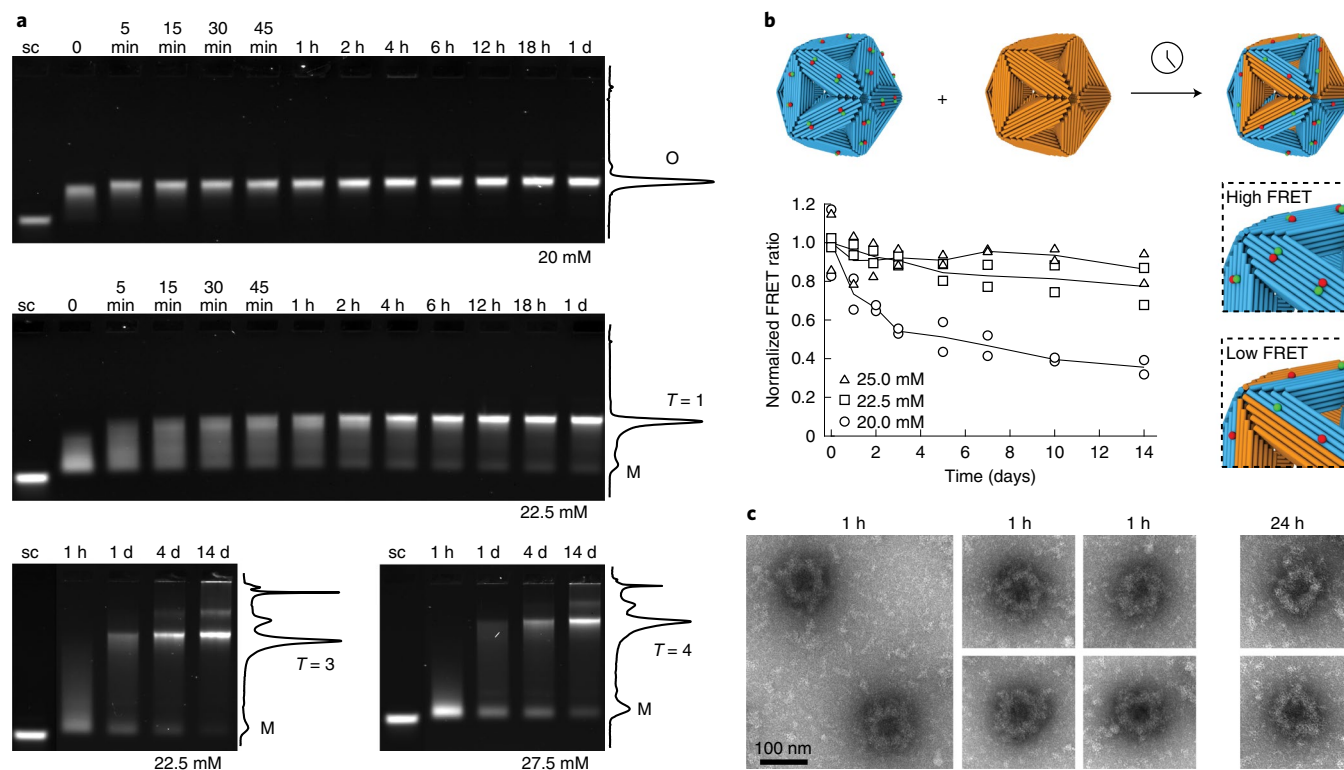 a
sc 0 5 min 15 min 30 min 45 min 1 h 2 h 4 h 6 h 12 h 18 h 1 d
O
20 mM
sc 0 5 min 15 min 30 min 45 min 1 h 2 h 4 h 6 h 12 h 18 h 1 d
T = 1
M
22.5 mM
sc 1 h 1 d 4 d 14 d
T = 3
M
22.5 mM
sc 1 h 1 d 4 d 14 d
T = 4
M
27.5 mM
b
+
High FRET
Low FRET
Normalized FRET ratio
1.2
1.0
0.8
0.6
0.4
0.2
0
25.0 mM
22.5 mM
20.0 mM
0 2 4 6 8 10 12 14
Time (days)
c
1 h 1 h 1 h 24 h
100 nm